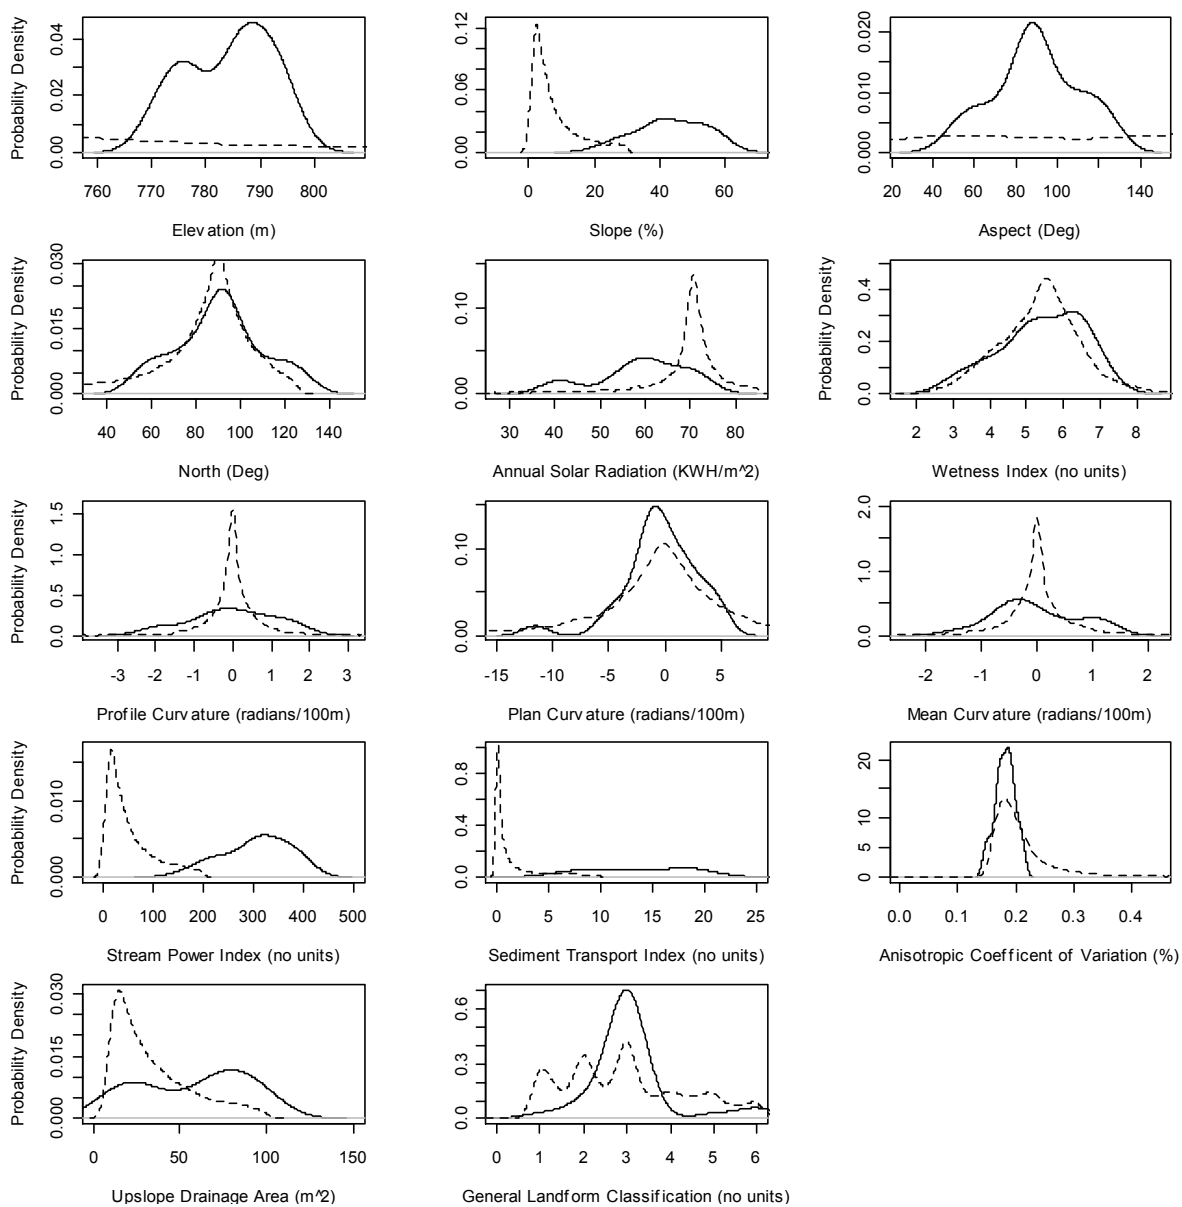 Probability Density
0.04
0.02
0.00
760 770 780 790 800
Elevation (m)
0.12
0.06
0.00
0 20 40 60
Slope (%)
0.020
0.010
0.000
20 40 60 80 100 140
Aspect (Deg)
Probability Density
0.030
0.015
0.000
40 60 80 100 120 140
North (Deg)
0.10
0.00
30 40 50 60 70 80
Annual Solar Radiation (KWH/m^2)
Probability Density
0.4
0.2
0.0
2 3 4 5 6 7 8
Wetness Index (no units)
Probability Density
1.5
1.0
0.5
0.0
-3 -2 -1 0 1 2 3
Profile Curvature (radians/100m)
0.10
0.00
-15 -10 -5 0 5
Plan Curvature (radians/100m)
2.0
1.0
0.0
-2 -1 0 1 2
Mean Curvature (radians/100m)
Probability Density
0.010
0.000
0 100 200 300 400 500
Stream Power Index (no units)
0.8
0.4
0.0
0 5 10 15 20 25
Sediment Transport Index (no units)
20
10
5
0
0.0 0.1 0.2 0.3 0.4
Anisotropic Coefficent of Variation (%)
Probability Density
0.030
0.015
0.000
0 50 100 150
Upslope Drainage Area (m^2)
0.6
0.3
0.0
0 1 2 3 4 5 6
General Landform Classification (no units)